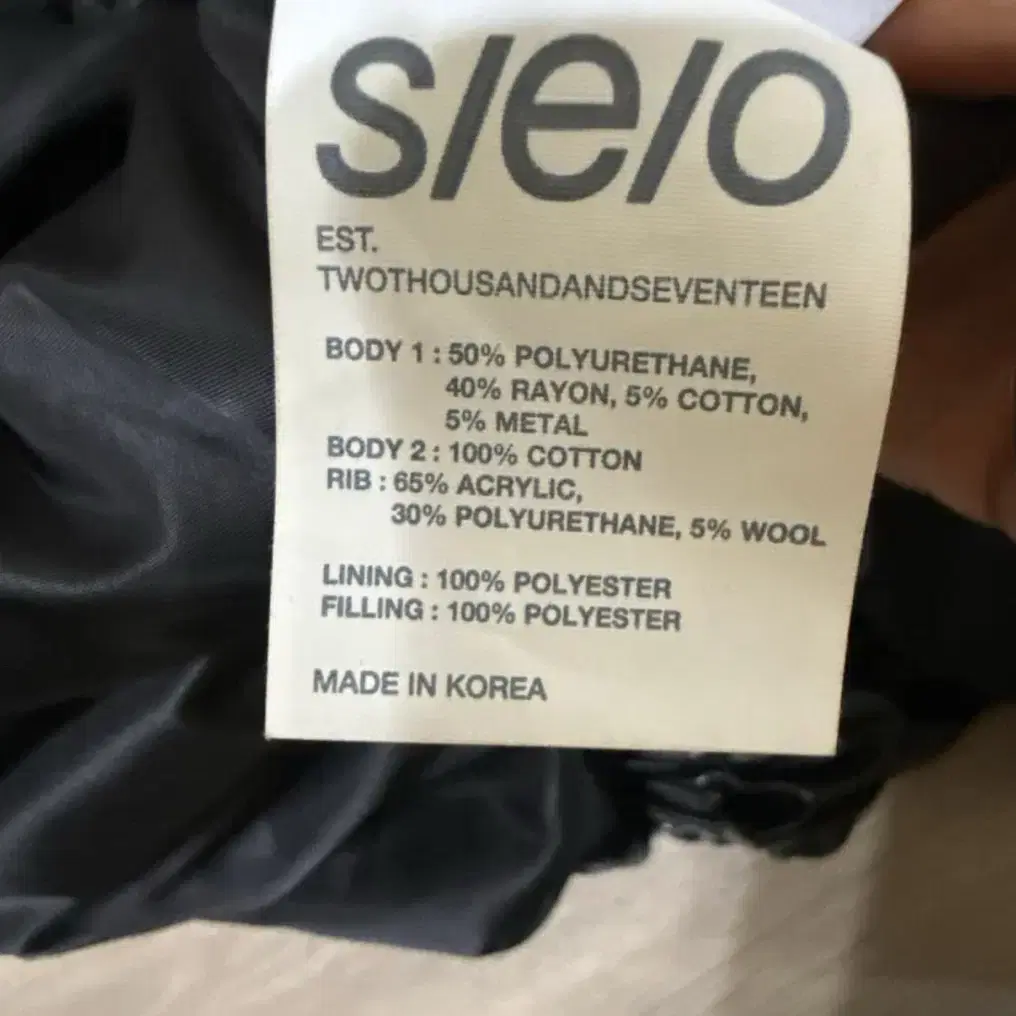 s/e/o
EST.
TWOTHOUSANDANDSEVENTEEN
BODY 1 : 50% POLYURETHANE,
40% RAYON, 5% COTTON,
5% METAL
BODY 2 : 100% COTTON
RIB : 65% ACRYLIC,
30% POLYURETHANE, 5% WOOL
LINING : 100% POLYESTER
FILLING : 100% POLYESTER
MADE IN KOREA